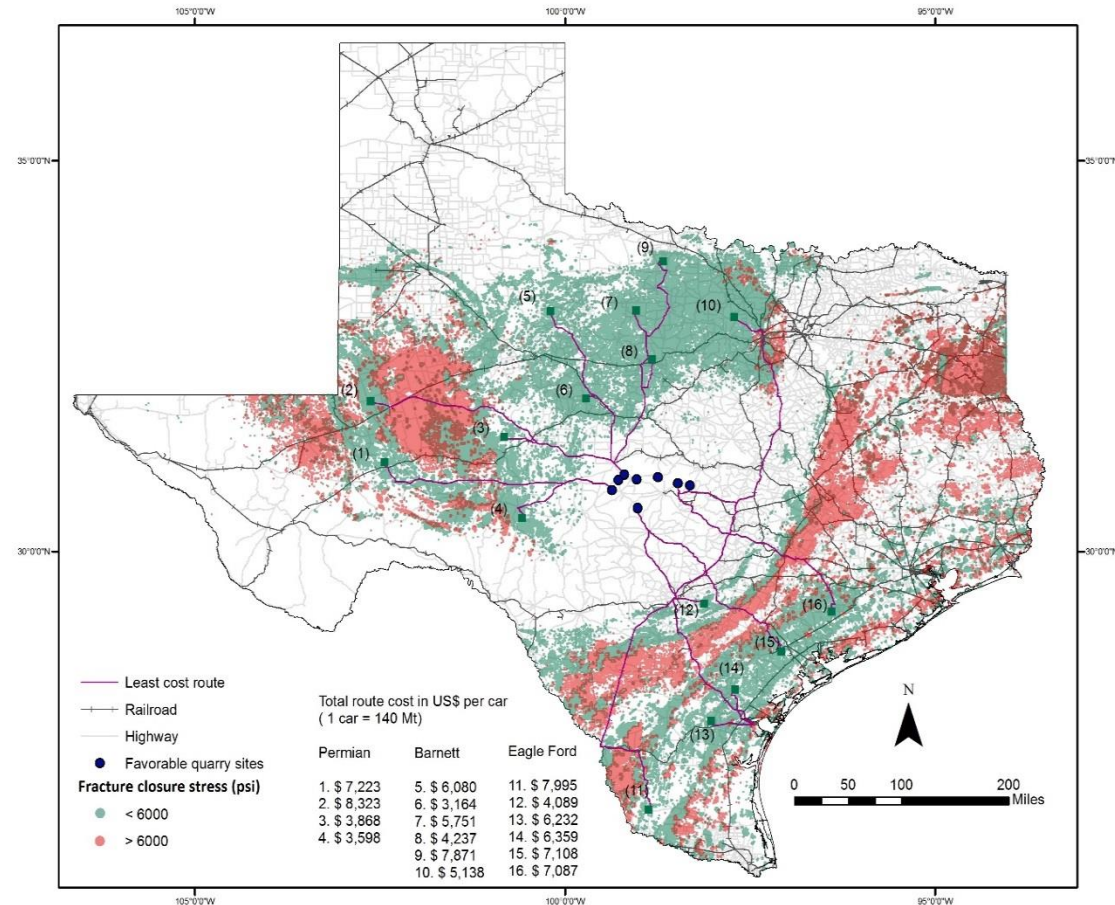 105°0'0"W 100°0'0"W 95°0'0"W
35°0'0"N 35°0'0"N
(9)
(5) (7) (10)
(8)
(2) (6)
(3)
(1)
(4)
30°0'0"N 30°0'0"N
(12) (16)
(15)
(14)
(13)
(11)
N
0 50 100 200
Miles
Least cost route
Railroad
Highway
Favorable quarry sites
Fracture closure stress (psi)
< 6000
> 6000
Total route cost in US$ per car
( 1 car = 140 Mt)
Permian
1. $ 7,223
2. $ 8,323
3. $ 3,868
4. $ 3,598
Barnett
5. $ 6,080
6. $ 3,164
7. $ 5,751
8. $ 4,237
9. $ 7,871
10. $ 5,138
Eagle Ford
11. $ 7,995
12. $ 4,089
13. $ 6,232
14. $ 6,359
15. $ 7,108
16. $ 7,087
105°0'0"W 100°0'0"W 95°0'0"W